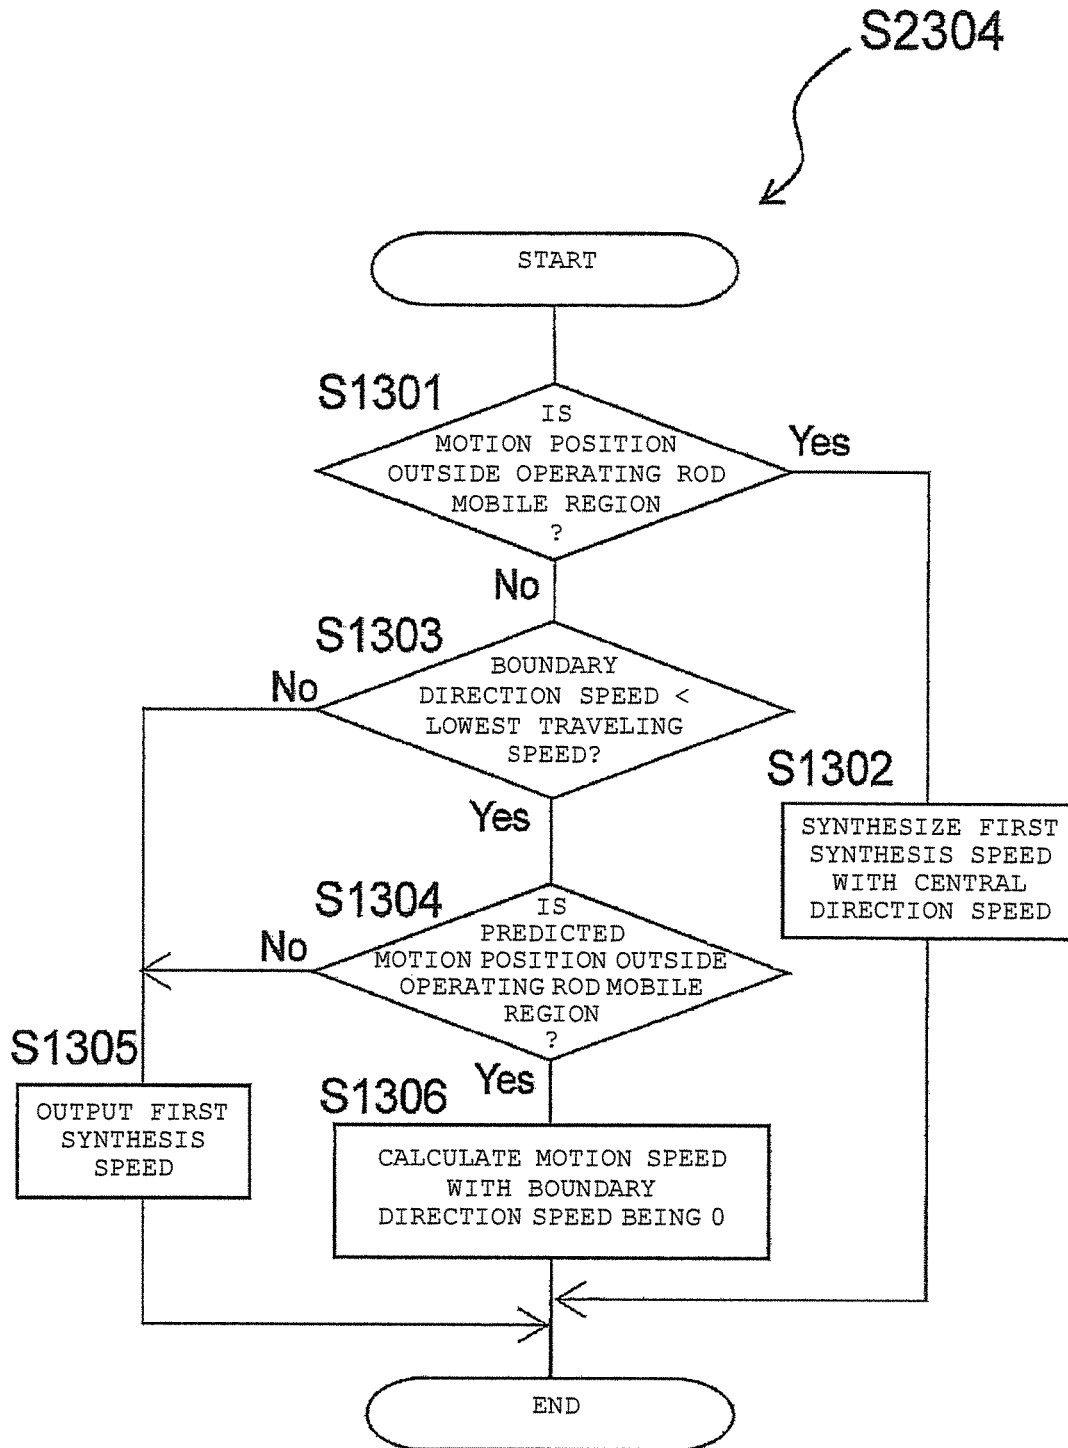 S2304
START
S1301
IS
MOTION POSITION
OUTSIDE OPERATING ROD
MOBILE REGION
?
Yes
No
S1303
BOUNDARY
DIRECTION SPEED <
LOWEST TRAVELING
SPEED?
No
Yes
S1302
SYNTHESIZE FIRST
SYNTHESIS SPEED
WITH CENTRAL
DIRECTION SPEED
S1304
IS
PREDICTED
MOTION POSITION OUTSIDE
OPERATING ROD MOBILE
REGION
?
No
Yes
S1305
OUTPUT FIRST
SYNTHESIS
SPEED
S1306
CALCULATE MOTION SPEED
WITH BOUNDARY
DIRECTION SPEED BEING 0
END